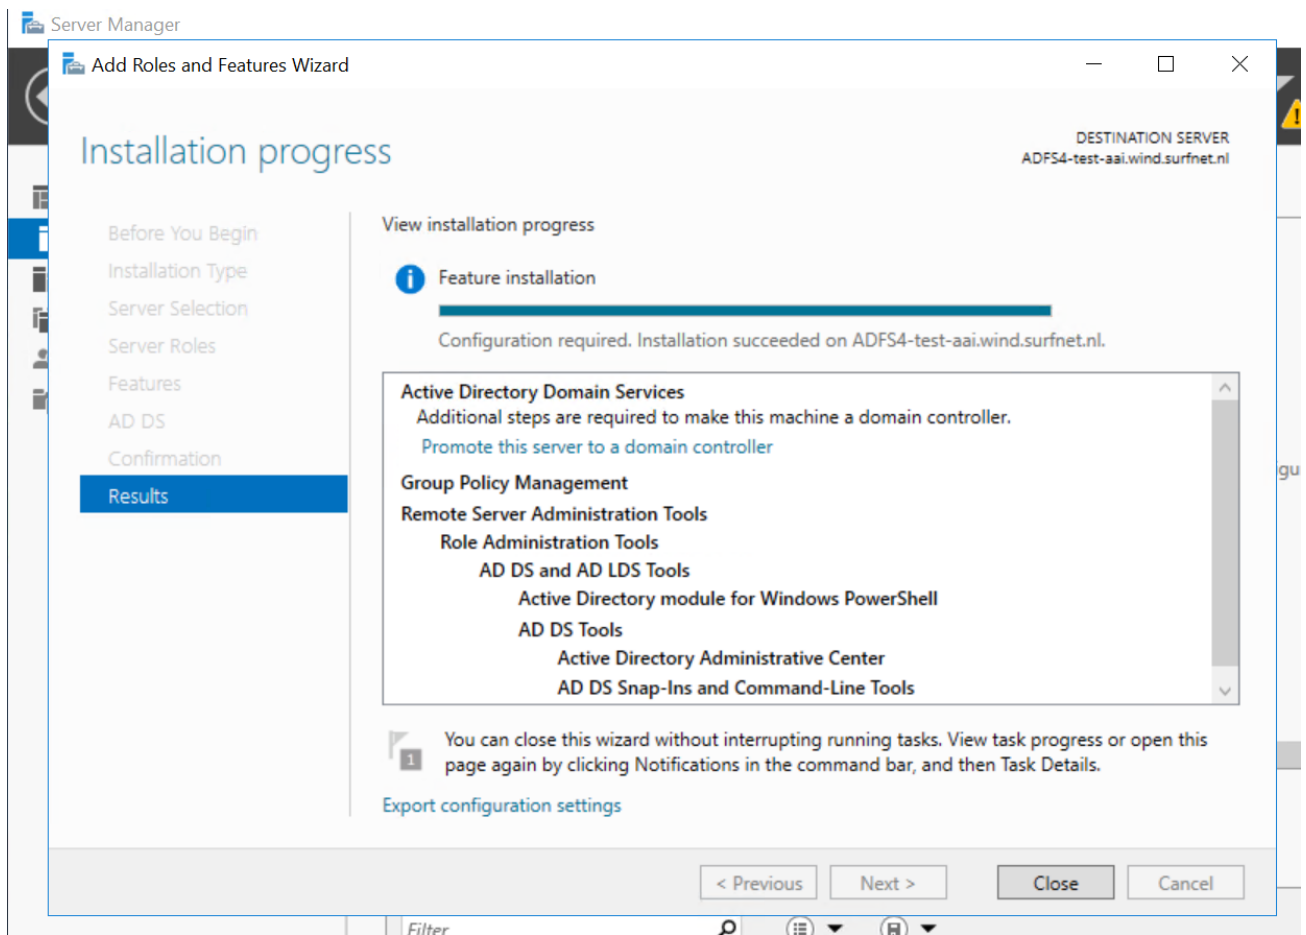 Server Manager
Add Roles and Features Wizard
Installation progress
DESTINATION SERVER
ADFS4-test-aai.wind.surfnet.nl
Before You Begin
Installation Type
Server Selection
Server Roles
Features
AD DS
Confirmation
Results
View installation progress
Feature installation
Configuration required. Installation succeeded on ADFS4-test-aai.wind.surfnet.nl.
Active Directory Domain Services
Additional steps are required to make this machine a domain controller.
Promote this server to a domain controller
Group Policy Management
Remote Server Administration Tools
Role Administration Tools
AD DS and AD LDS Tools
Active Directory module for Windows PowerShell
AD DS Tools
Active Directory Administrative Center
AD DS Snap-Ins and Command-Line Tools
1
You can close this wizard without interrupting running tasks. View task progress or open this
page again by clicking Notifications in the command bar, and then Task Details.
Export configuration settings
< Previous
Next >
Close
Cancel
Filter